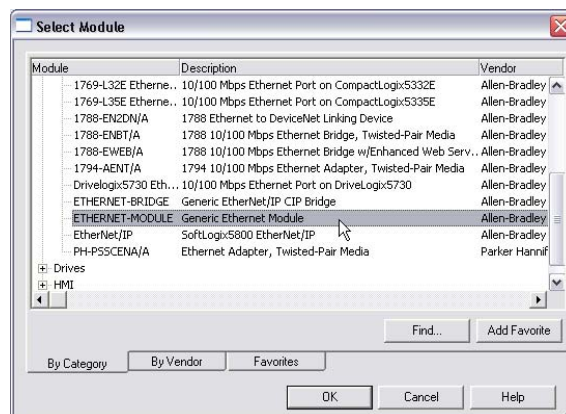 Select Module
Module Description Vendor
1769-L32E Etherne... 10/100 Mbps Ethernet Port on CompactLogix5332E Allen-Bradley
1769-L35E Etherne... 10/100 Mbps Ethernet Port on CompactLogix5335E Allen-Bradley
1788-EN2DN/A 1788 Ethernet to DeviceNet Linking Device Allen-Bradley
1788-ENBT/A 1788 10/100 Mbps Ethernet Bridge, Twisted-Pair Media Allen-Bradley
1788-EWEB/A 1788 10/100 Mbps Ethernet Bridge w/Enhanced Web Serv... Allen-Bradley
1794-AENT/A 1794 10/100 Mbps Ethernet Adapter, Twisted-Pair Media Allen-Bradley
Drivelogix5730 Eth... 10/100 Mbps Ethernet Port on DriveLogix5730 Allen-Bradley
ETHERNET-BRIDGE Generic EtherNet/IP CIP Bridge Allen-Bradley
ETHERNET-MODULE Generic Ethernet Module Allen-Bradley
EtherNet/IP SoftLogix5800 EtherNet/IP Allen-Bradley
PH-PSSCENA/A Ethernet Adapter, Twisted-Pair Media Parker Hannif
Drives
HMI
Find... Add Favorite
By Category By Vendor Favorites
OK Cancel Help